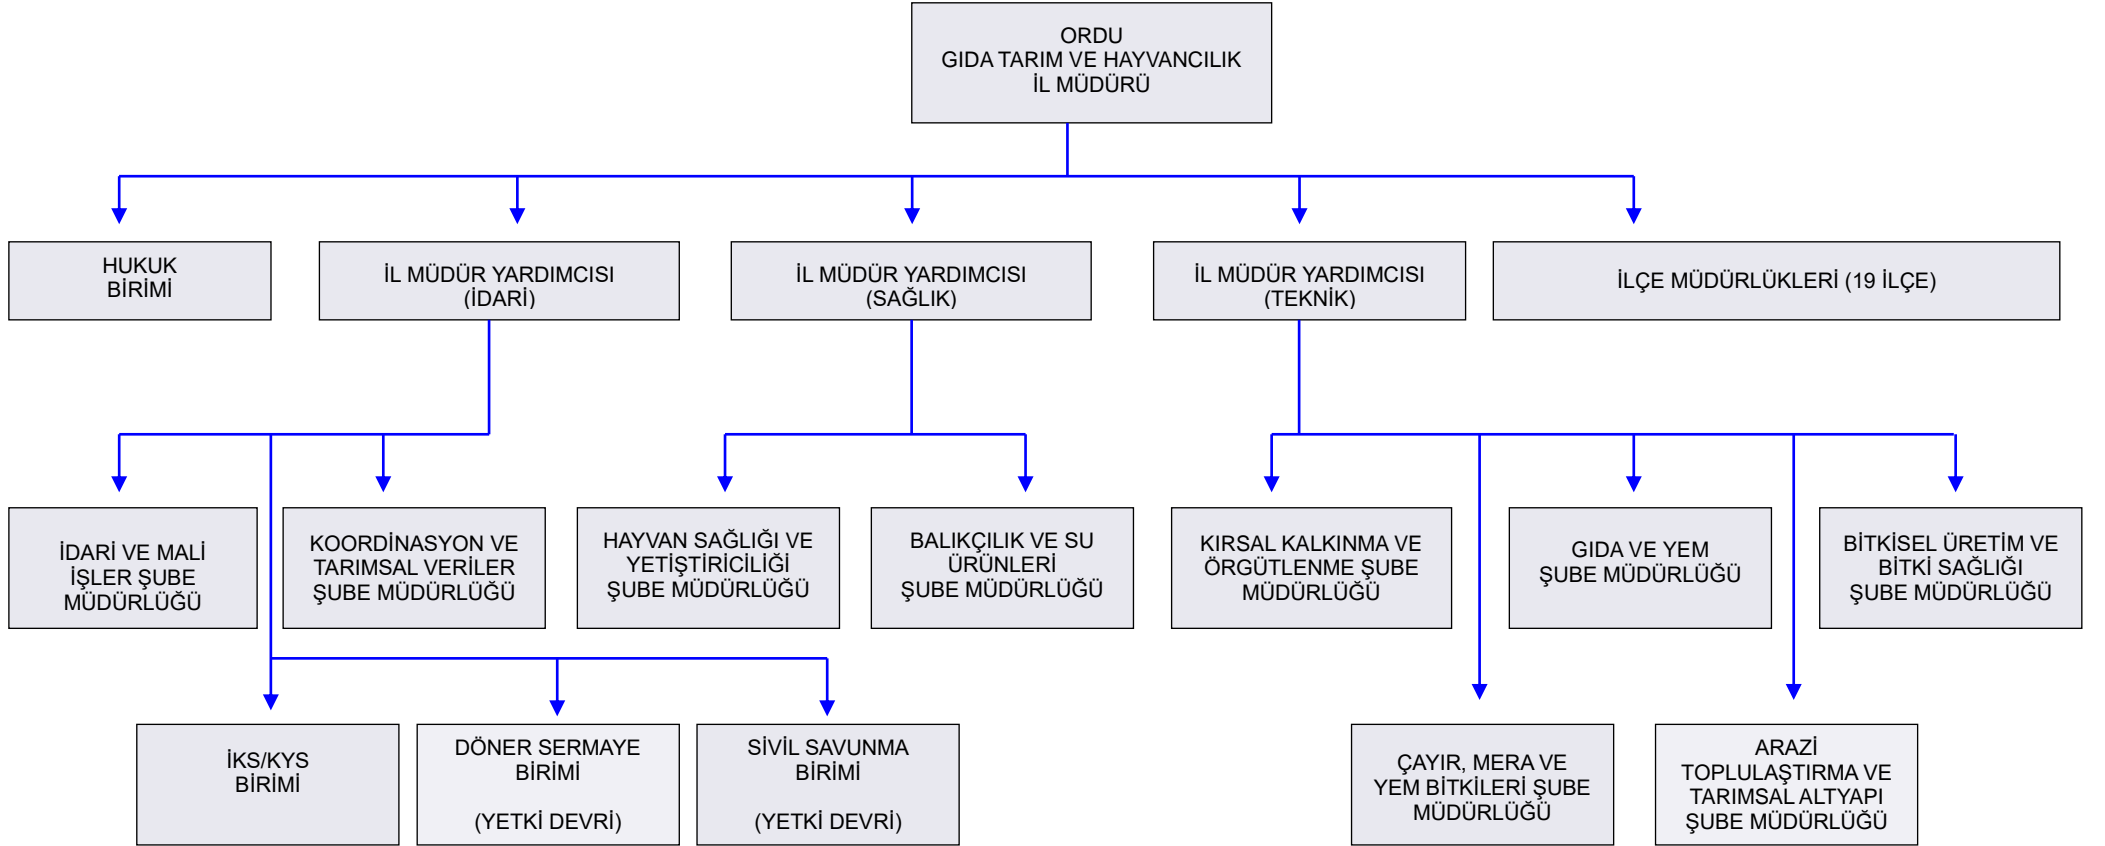 ORDU
GIDA TARIM VE HAYVANCILIK
İL MÜDÜRÜ
HUKUK
BİRİMİ
İL MÜDÜR YARDIMCISI
(İDARİ)
İL MÜDÜR YARDIMCISI
(SAĞLIK)
İL MÜDÜR YARDIMCISI
(TEKNİK)
İLÇE MÜDÜRLÜKLERİ (19 İLÇE)
İDARİ VE MALİ
İŞLER ŞUBE
MÜDÜRLÜĞÜ
KOORDİNASYON VE
TARIMSAL VERİLER
ŞUBE MÜDÜRLÜĞÜ
HAYVAN SAĞLIĞI VE
YETİŞTİRİCİLİĞİ
ŞUBE MÜDÜRLÜĞÜ
BALIKÇILIK VE SU
ÜRÜNLERİ
ŞUBE MÜDÜRLÜĞÜ
KIRSAL KALKINMA VE
ÖRGÜTLENME ŞUBE
MÜDÜRLÜĞÜ
GIDA VE YEM
ŞUBE MÜDÜRLÜĞÜ
BİTKİSEL ÜRETİM VE
BİTKİ SAĞLIĞI
ŞUBE MÜDÜRLÜĞÜ
İKS/KYS
BİRİMİ
DÖNER SERMAYE
BİRİMİ
(YETKİ DEVRİ)
SİVİL SAVUNMA
BİRİMİ
(YETKİ DEVRİ)
ÇAYIR, MERA VE
YEM BİTKİLERİ ŞUBE
MÜDÜRLÜĞÜ
ARAZİ
TOPLULAŞTIRMA VE
TARIMSAL ALTYAPI
ŞUBE MÜDÜRLÜĞÜ